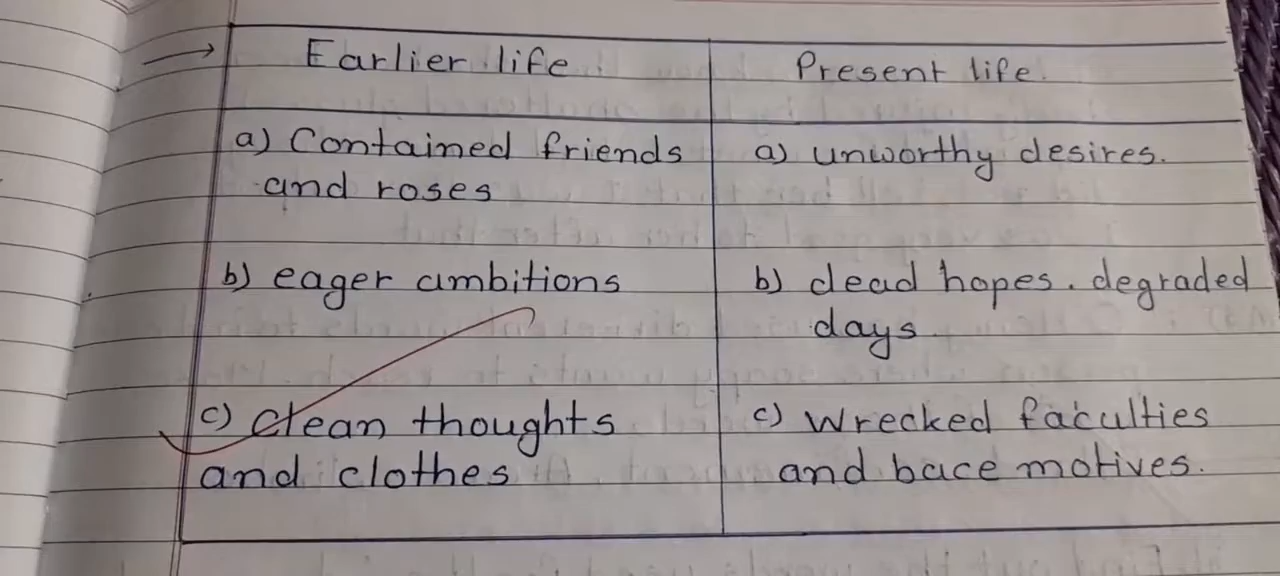 → Earlier life Present life.
a) Contained friends a) unworthy desires.
and roses
b) eager ambitions b) dead hopes. degraded
days
c) Clean thoughts c) Wrecked faculties
and clothes and bace motives.